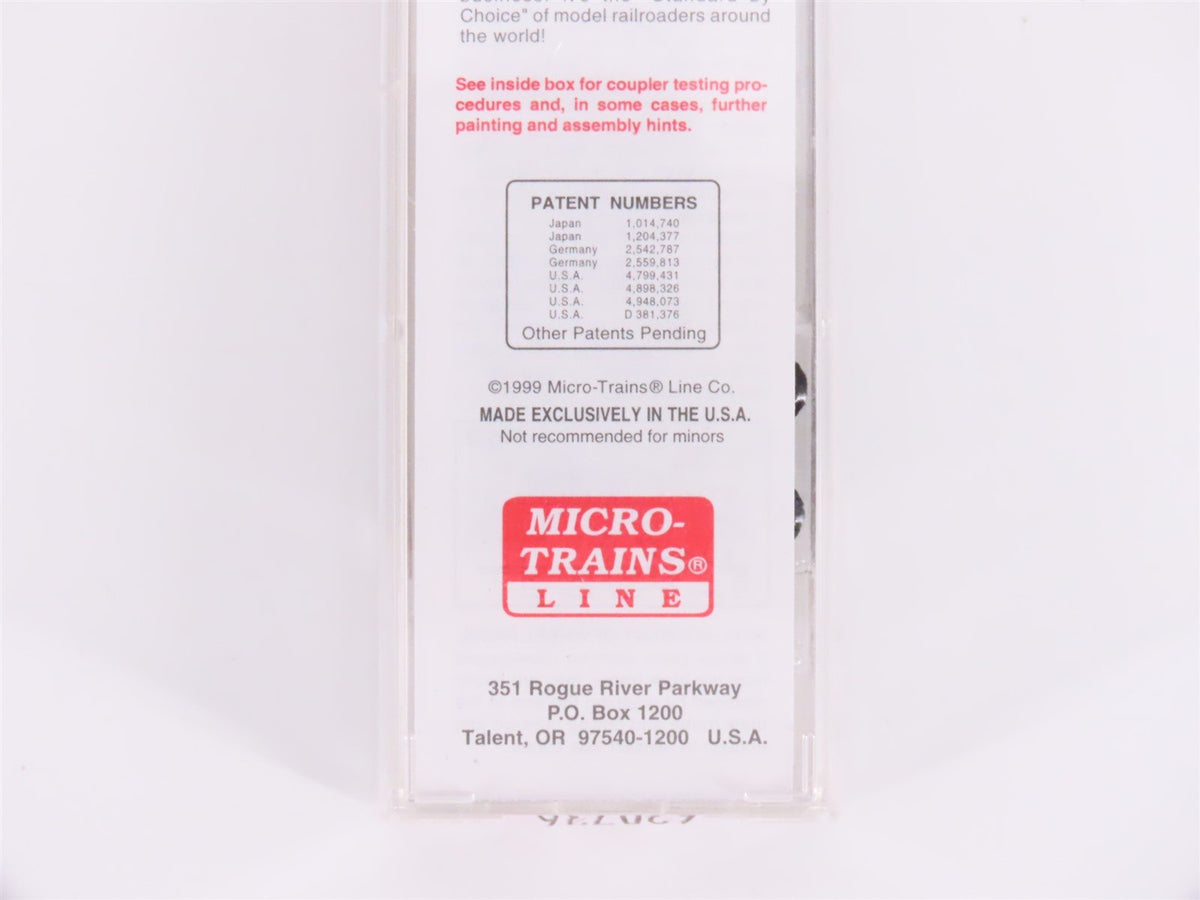 Choice" of model railroaders around
the world!
See inside box for coupler testing pro-
cedures and, in some cases, further
painting and assembly hints.
PATENT NUMBERS
Japan 1,014,740
Japan 1,204,377
Germany 2,542,787
Germany 2,559,813
U.S.A. 4,799,431
U.S.A. 4,898,326
U.S.A. 4,948,073
U.S.A. D 381,376
Other Patents Pending
©1999 Micro-Trains® Line Co.
MADE EXCLUSIVELY IN THE U.S.A.
Not recommended for minors
MICRO-
TRAINS®
LINE
351 Rogue River Parkway
P.O. Box 1200
Talent, OR 97540-1200 U.S.A.